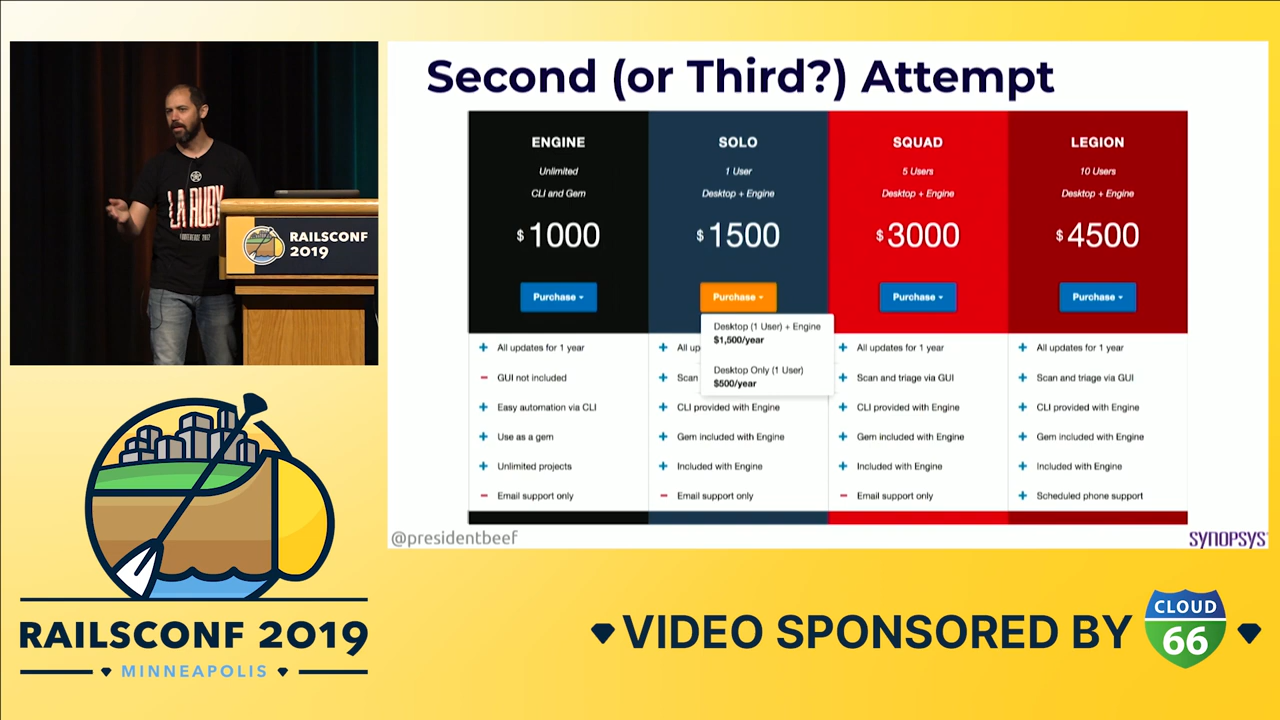 Second (or Third?) Attempt
ENGINE
Unlimited
CLI and Gem
$1000
Purchase
All updates for 1 year
GUI not included
Easy automation via CLI
Use as a gem
Unlimited projects
Email support only
SOLO
1 User
Desktop + Engine
$1500
Purchase
Desktop (1 User) + Engine
$1,500/year
Desktop Only (1 User)
$500/year
All up
Scan
CLI provided with Engine
Gem included with Engine
Included with Engine
Email support only
SQUAD
5 Users
Desktop + Engine
$3000
Purchase
All updates for 1 year
Scan and triage via GUI
CLI provided with Engine
Gem included with Engine
Included with Engine
Email support only
LEGION
10 Users
Desktop + Engine
$4500
Purchase
All updates for 1 year
Scan and triage via GUI
CLI provided with Engine
Gem included with Engine
Included with Engine
Scheduled phone support
@presidentbeef
SYNOPSYS
LA RUBY
RAILSCONF
2019
RAILSCONF 2019
MINNEAPOLIS
VIDEO SPONSORED BY
CLOUD
66